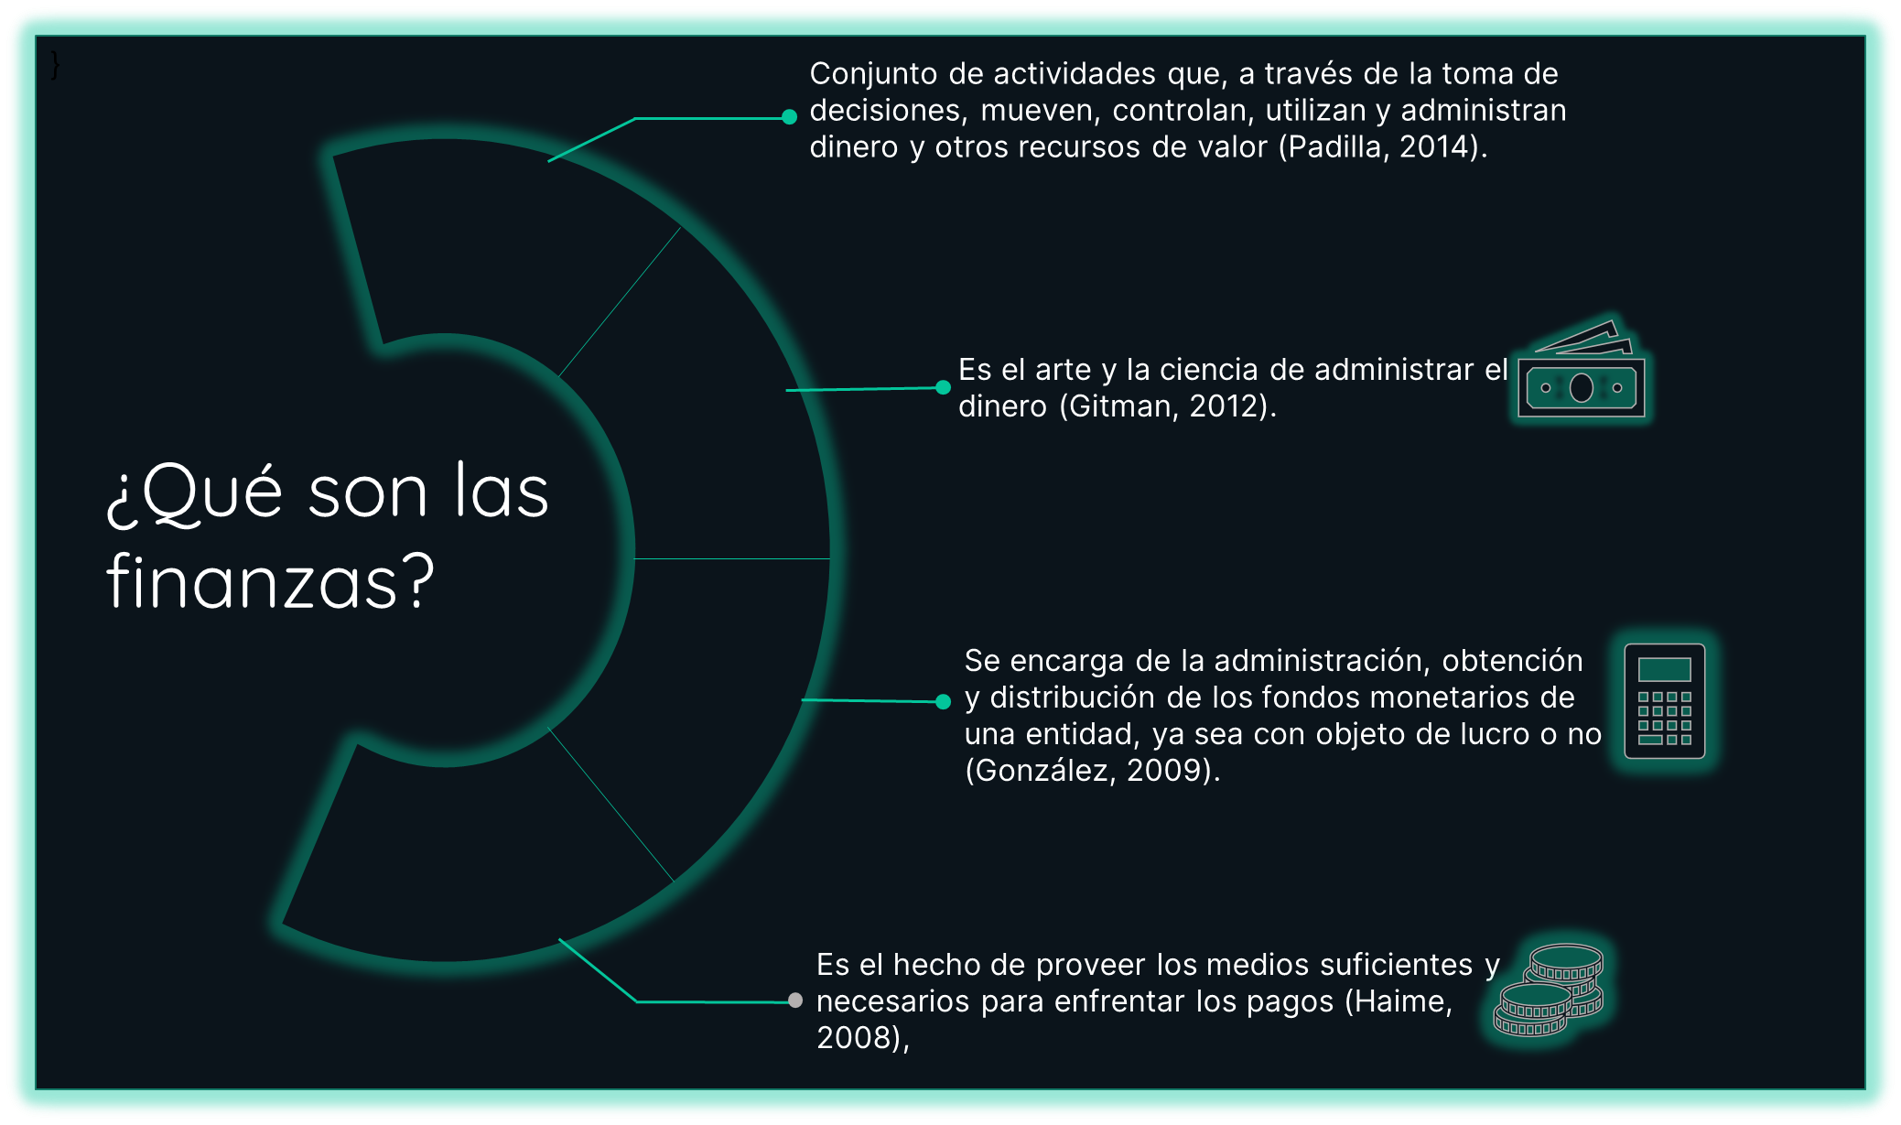 }
Conjunto de actividades que, a través de la toma de
decisiones, mueven, controlan, utilizan y administran
dinero y otros recursos de valor (Padilla, 2014).
Es el arte y la ciencia de administrar el
dinero (Gitman, 2012).
¿Qué son las
finanzas?
Se encarga de la administración, obtención
y distribución de los fondos monetarios de
una entidad, ya sea con objeto de lucro o no
(González, 2009).
Es el hecho de proveer los medios suficientes y
necesarios para enfrentar los pagos (Haime,
2008),